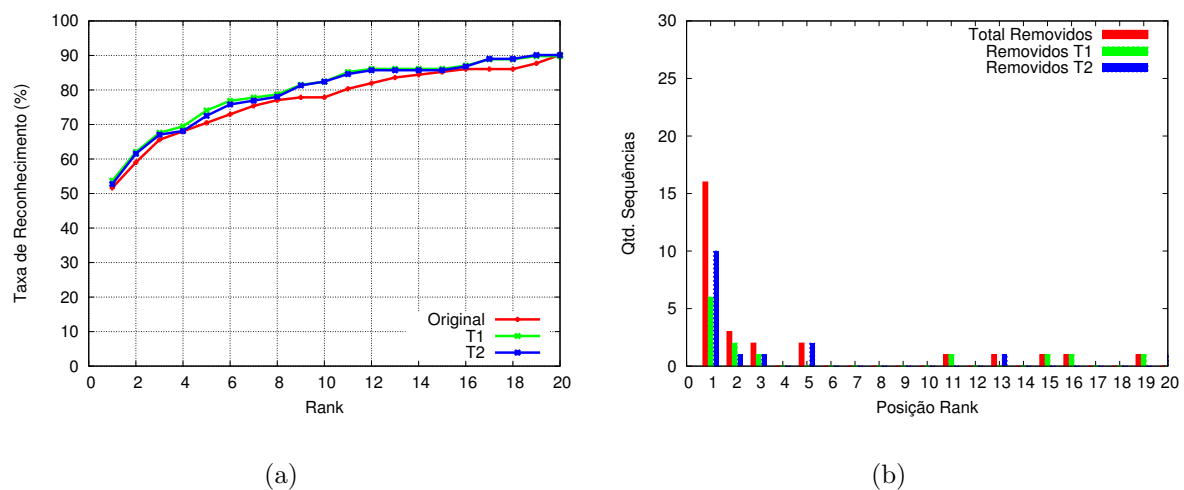 100
90
80
70
60
50
40
30
20
10
0
Taxa de Reconhecimento (%)
Original
T1
T2
0 2 4 6 8 10 12 14 16 18 20
Rank
(a)
30
25
20
15
10
5
0
Qtd. Sequências
Total Removidos
Removidos T1
Removidos T2
0 1 2 3 4 5 6 7 8 9 10 11 12 13 14 15 16 17 18 19 20
Posição Rank
(b)